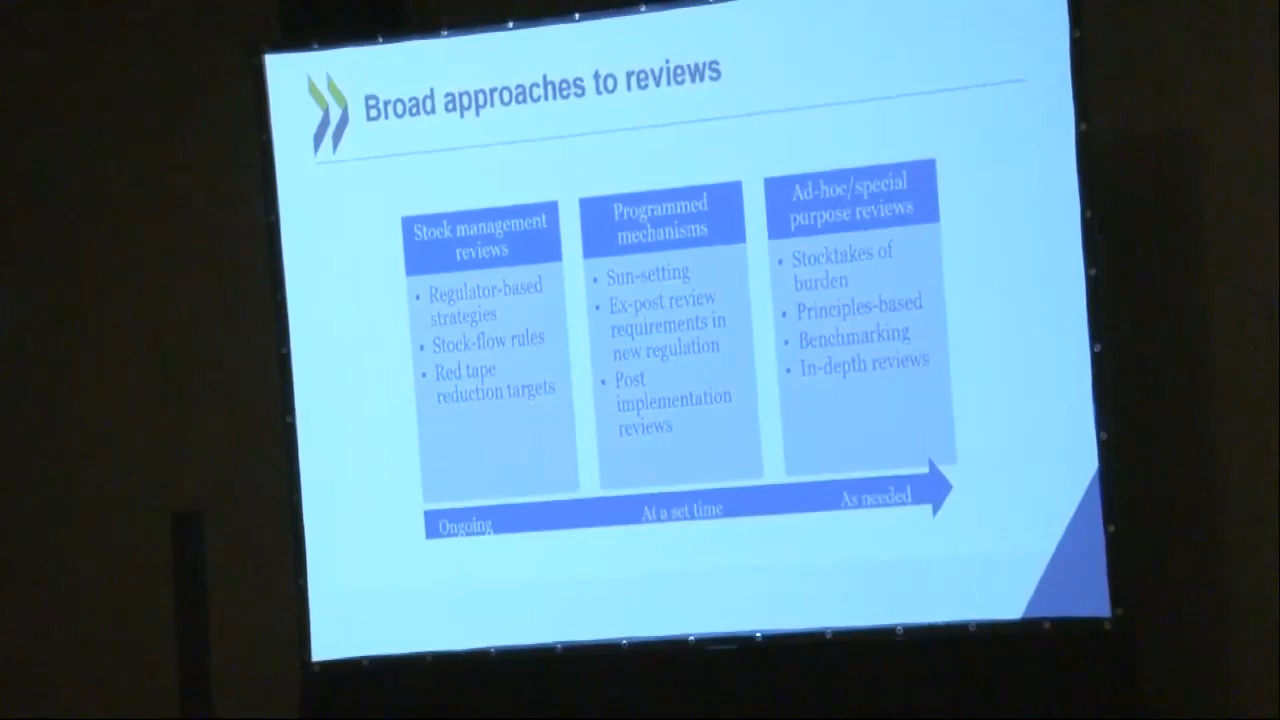 Broad approaches to reviews
Stock management
reviews
• Regulator-based
strategies
• Stock-flow rules
• Red tape
reduction targets
Programmed
mechanisms
• Sun-setting
• Ex-post review
requirements in
new regulation
• Post
implementation
reviews
Ad-hoc/special
purpose reviews
• Stocktakes of
burden
• Principles-based
• Benchmarking
• In-depth reviews
Ongoing
At a set time
As needed